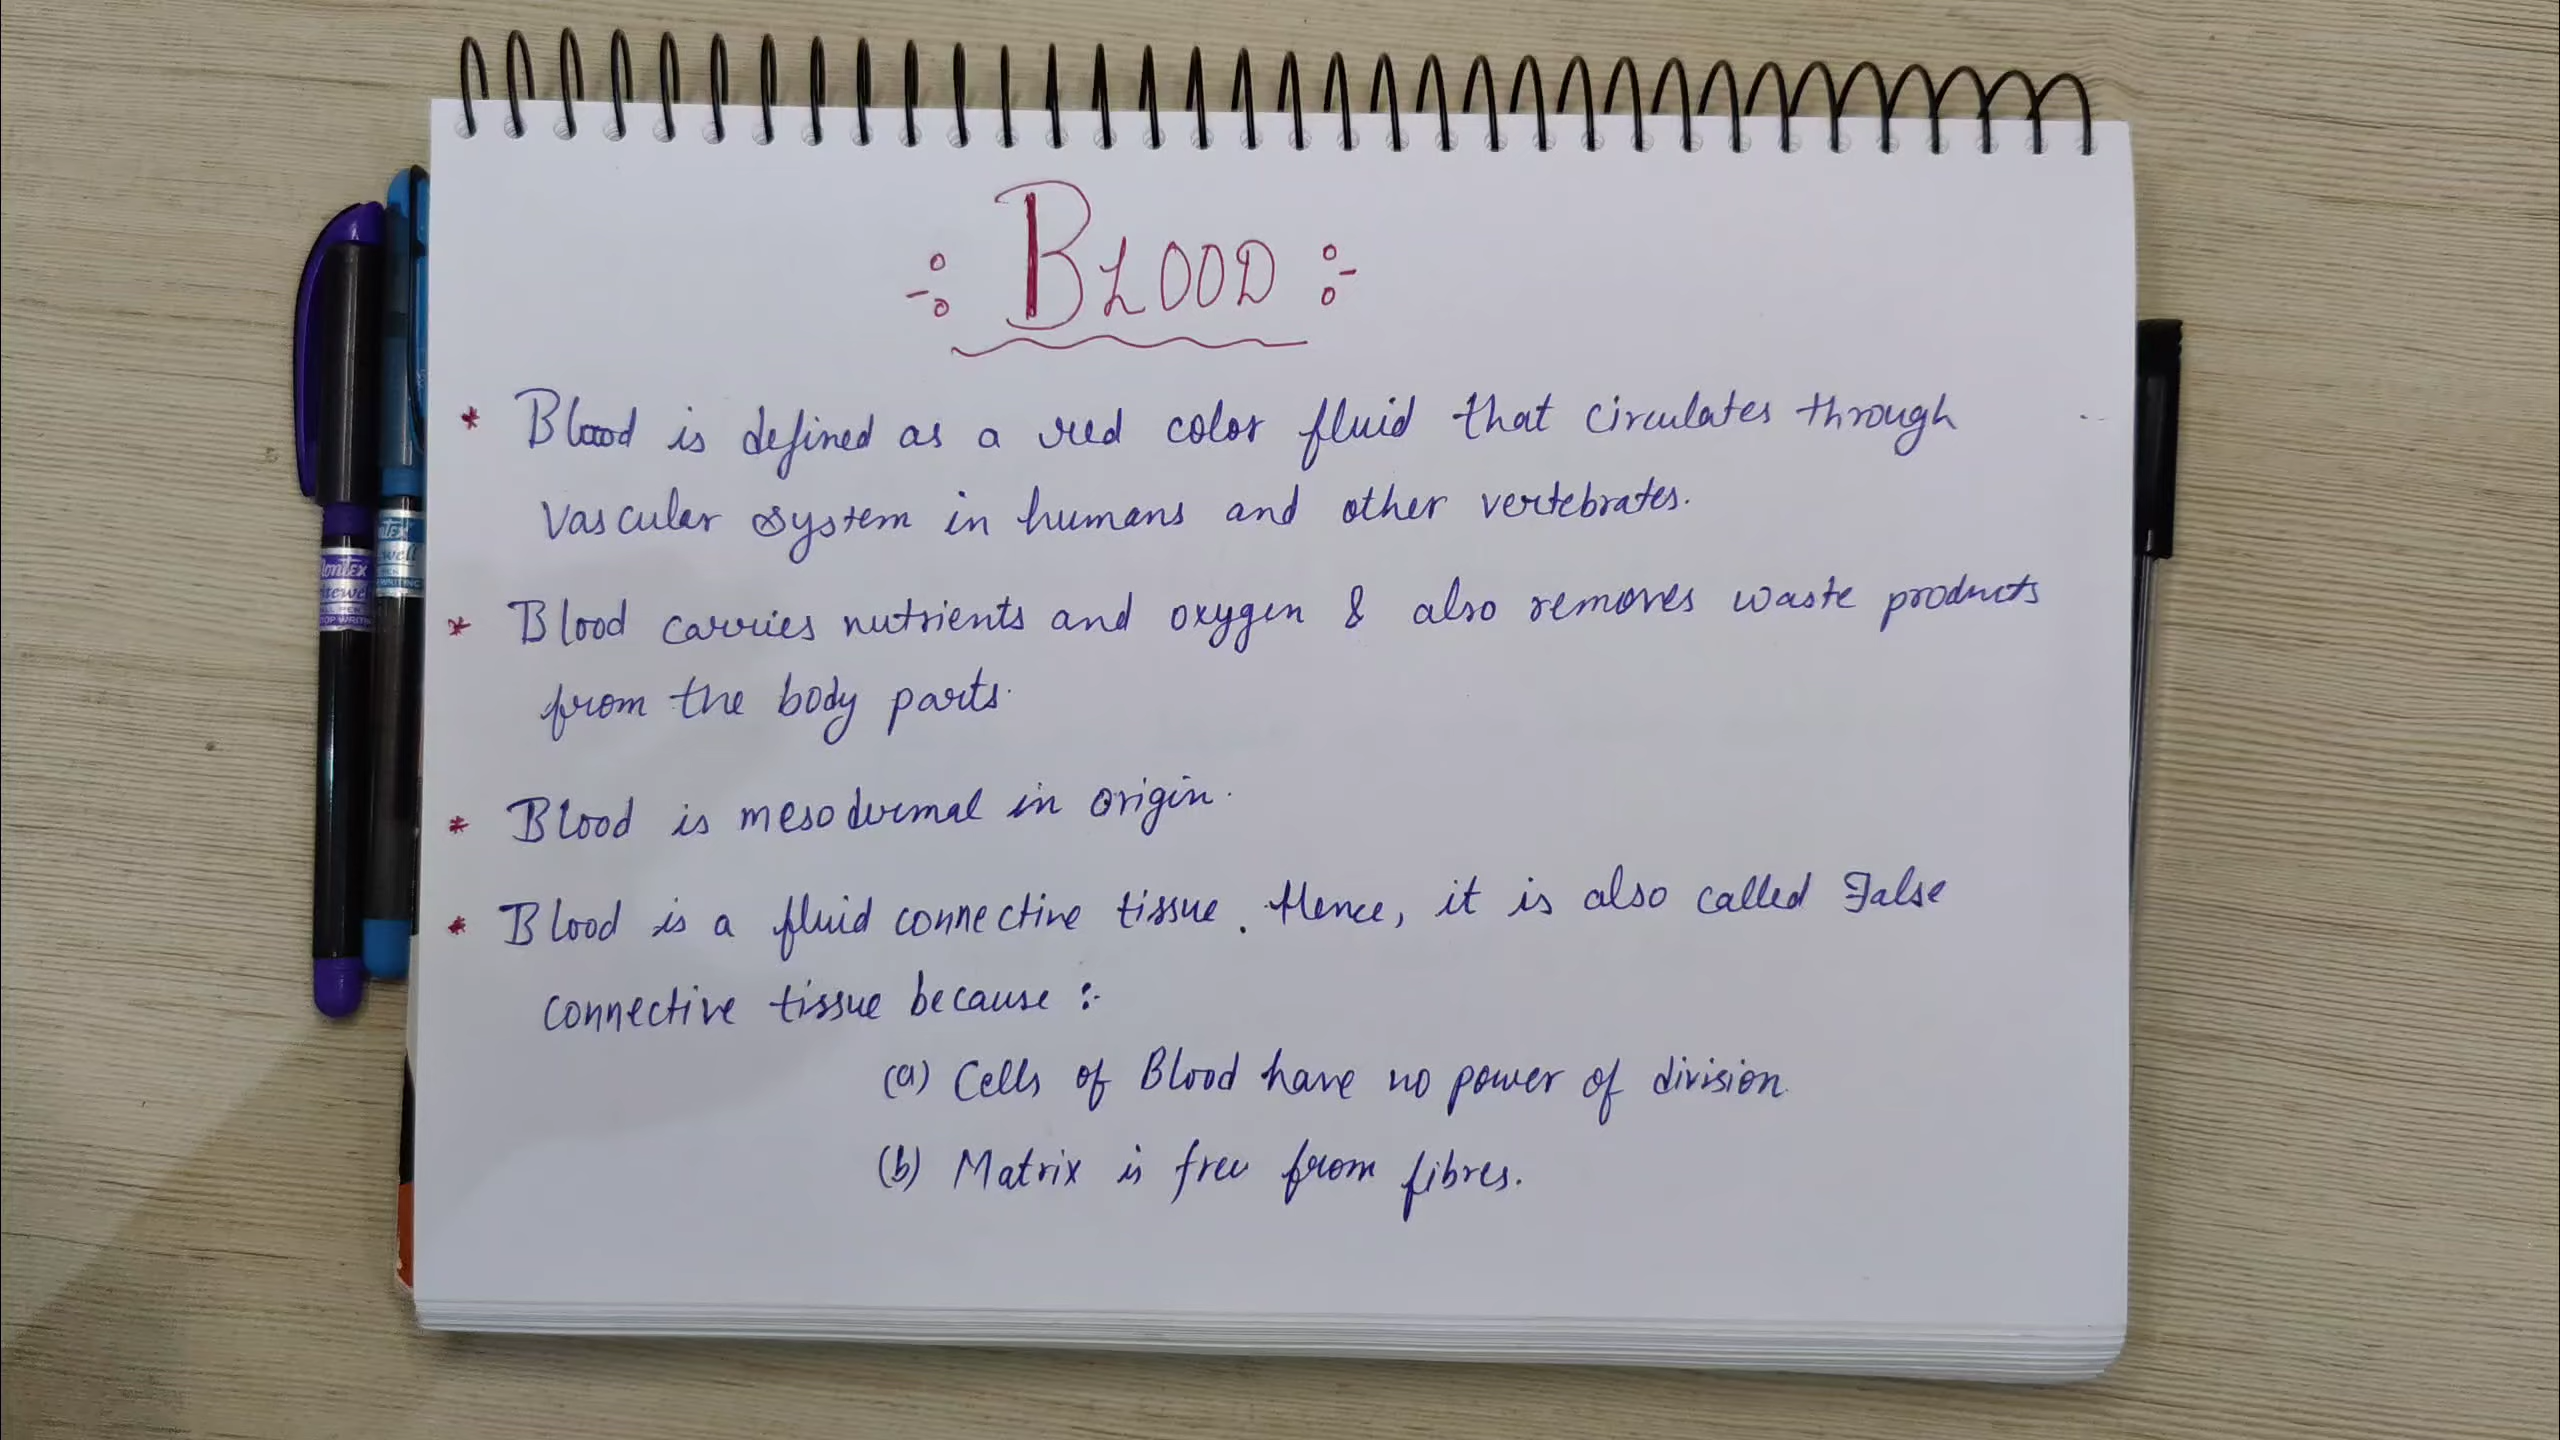 -: BLOOD :-
* Blood is defined as a red color fluid that circulates through
vascular system in humans and other vertebrates.
* Blood carries nutrients and oxygen & also removes waste products
from the body parts.
* Blood is mesodermal in origin.
* Blood is a fluid connective tissue. Hence, it is also called False
connective tissue because :-
(a) Cells of Blood have no power of division.
(b) Matrix is free from fibres.